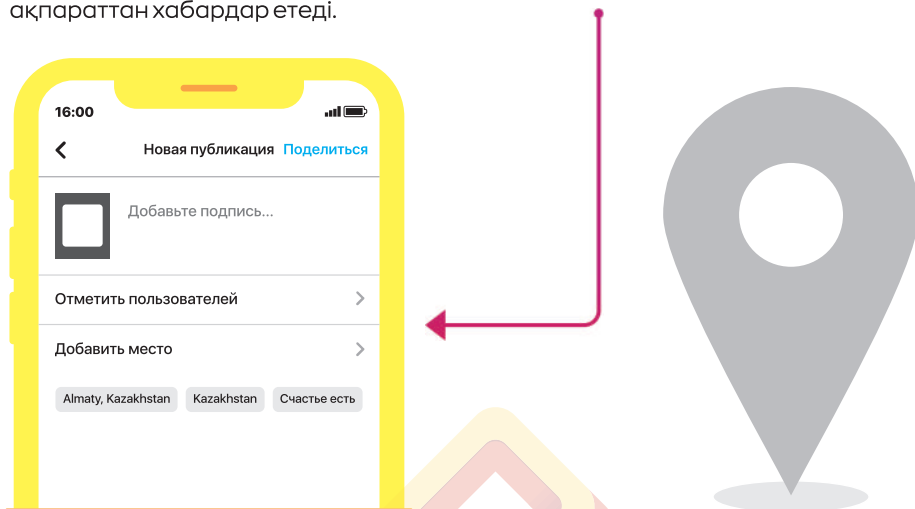 ақпараттан хабардар етеді.
16:00
Новая публикация Поделиться
Добавьте подпись...
Отметить пользователей
Добавить место
Almaty, Kazakhstan Kazakhstan Счастье есть